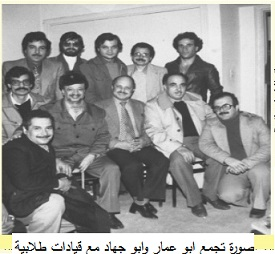 صورة تجمع ابو عمار وابو جهاد مع قيادات طلابية